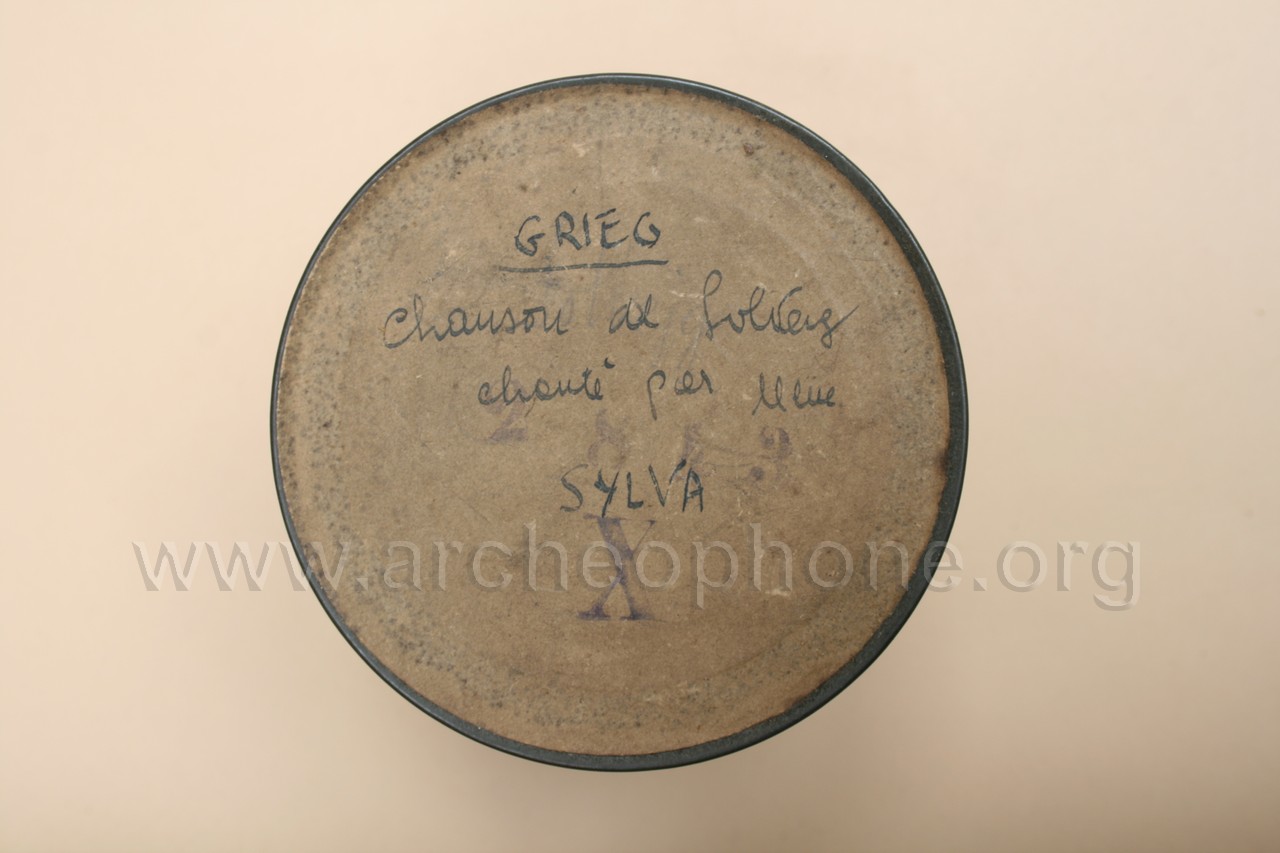 GRIEG
Chanson de Solveig
chanté par Mme
SYLVA
X
www.archeophone.org